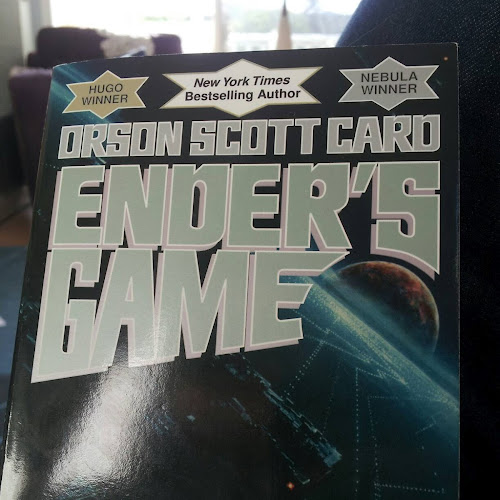 HUGO
WINNER
New York Times
Bestselling Author
NEBULA
WINNER
ORSON SCOTT CARD
ENDER'S
GAME